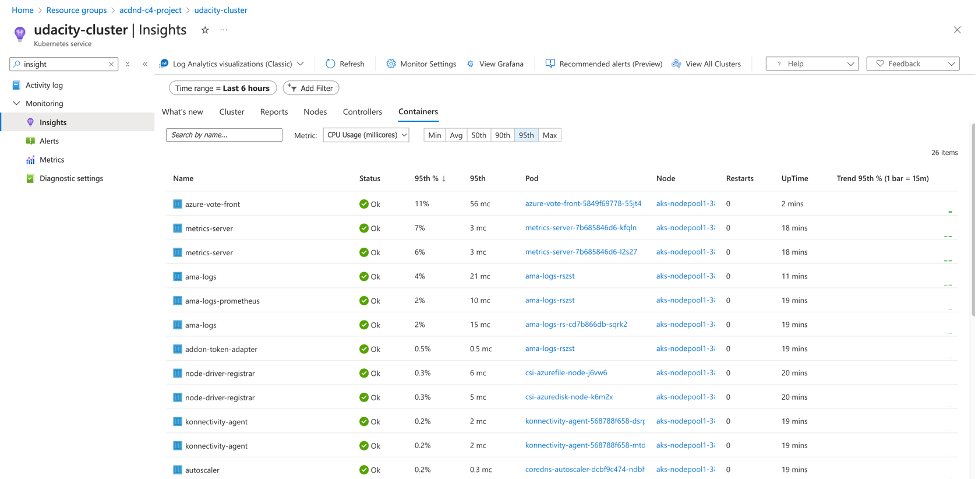 Home > Resource groups > acdnd-c4-project > udacity-cluster
udacity-cluster | Insights
Kubernetes service
insight
Log Analytics visualizations (Classic) Refresh Monitor Settings View Grafana Recommended alerts (Preview) View All Clusters ? Help Feedback
Activity log
Monitoring
Insights
Alerts
Metrics
Diagnostic settings
Time range = Last 6 hours Add Filter
What's new Cluster Reports Nodes Controllers Containers
Search by name... Metric: CPU Usage (millicores) Min Avg 50th 90th 95th Max
26 items
Name Status 95th % ↓ 95th Pod Node Restarts UpTime Trend 95th % (1 bar = 15m)
azure-vote-front Ok 11% 56 mc azure-vote-front-5849f69778-55jt4 aks-nodepool1-38 0 2 mins
metrics-server Ok 7% 3 mc metrics-server-7b685846d6-kfqln aks-nodepool1-38 0 18 mins
metrics-server Ok 6% 3 mc metrics-server-7b685846d6-l2s27 aks-nodepool1-38 0 18 mins
ama-logs Ok 4% 21 mc ama-logs-rszst aks-nodepool1-38 0 11 mins
ama-logs-prometheus Ok 2% 10 mc ama-logs-rszst aks-nodepool1-38 0 19 mins
ama-logs Ok 2% 15 mc ama-logs-rs-cd7b866db-sqrk2 aks-nodepool1-38 0 19 mins
addon-token-adapter Ok 0.5% 0.5 mc ama-logs-rszst aks-nodepool1-38 0 19 mins
node-driver-registrar Ok 0.3% 6 mc csi-azurefile-node-j6vw6 aks-nodepool1-38 0 20 mins
node-driver-registrar Ok 0.3% 5 mc csi-azuredisk-node-k6m2x aks-nodepool1-38 0 20 mins
konnectivity-agent Ok 0.2% 2 mc konnectivity-agent-568788f658-dsrp aks-nodepool1-38 0 19 mins
konnectivity-agent Ok 0.2% 2 mc konnectivity-agent-568788f658-mtd aks-nodepool1-38 0 19 mins
autoscaler Ok 0.2% 0.3 mc coredns-autoscaler-dcbf9c474-ndbh aks-nodepool1-38 0 19 mins